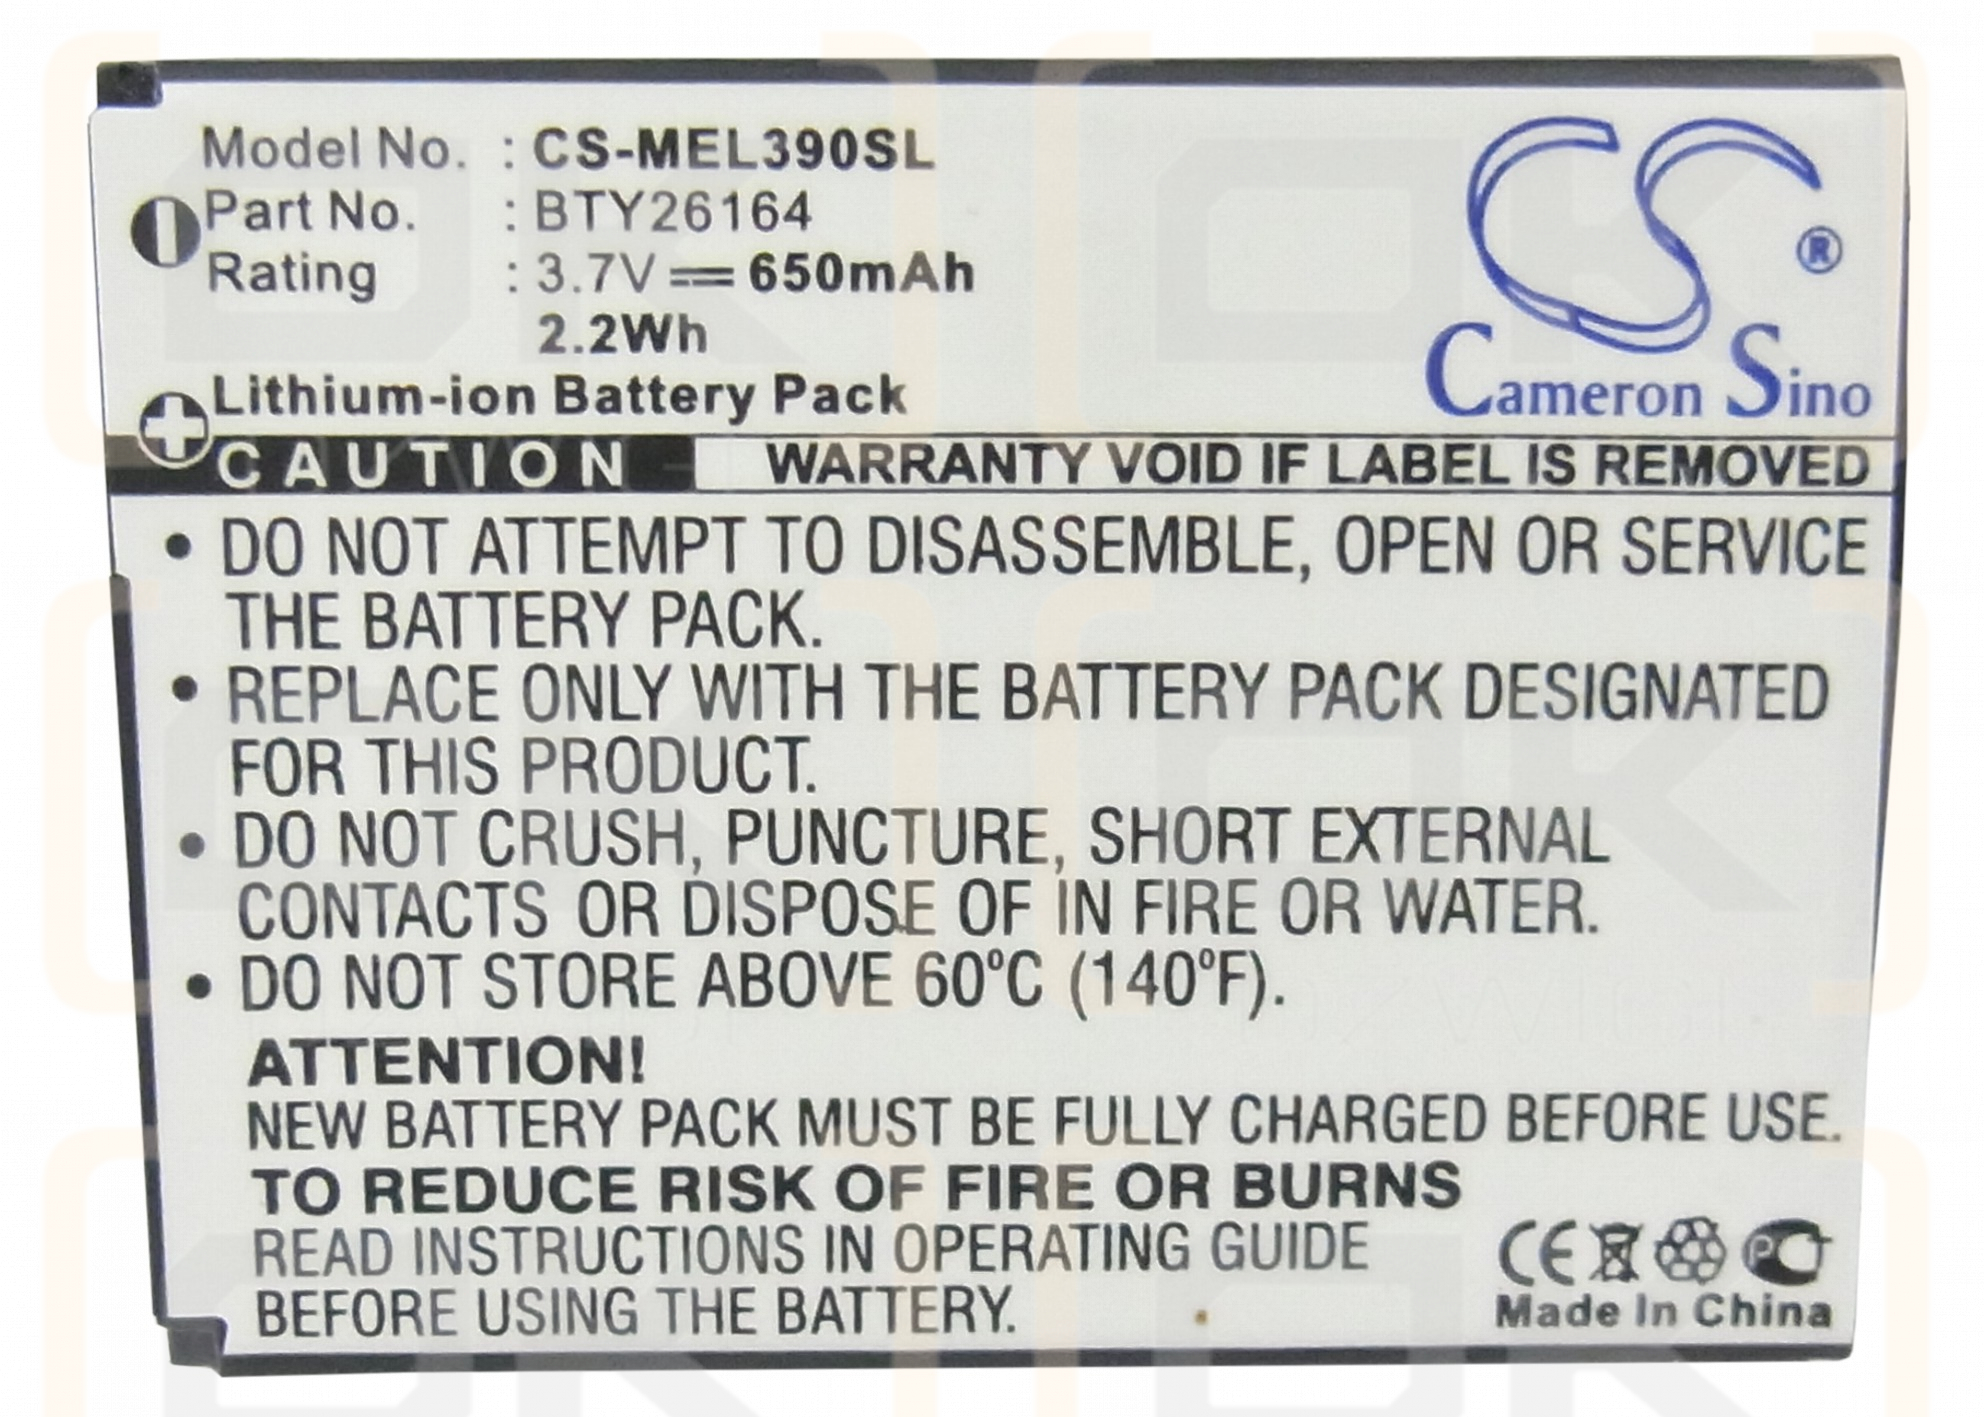 Model No. : CS-MEL390SL
Part No. : BTY26164
Rating : 3.7V ⎓ 650mAh
2.2Wh
Lithium-ion Battery Pack
CS®
Cameron Sino
CAUTION WARRANTY VOID IF LABEL IS REMOVED
• DO NOT ATTEMPT TO DISASSEMBLE, OPEN OR SERVICE
THE BATTERY PACK.
• REPLACE ONLY WITH THE BATTERY PACK DESIGNATED
FOR THIS PRODUCT.
• DO NOT CRUSH, PUNCTURE, SHORT EXTERNAL
CONTACTS OR DISPOSE OF IN FIRE OR WATER.
• DO NOT STORE ABOVE 60°C (140°F).
ATTENTION!
NEW BATTERY PACK MUST BE FULLY CHARGED BEFORE USE.
TO REDUCE RISK OF FIRE OR BURNS
READ INSTRUCTIONS IN OPERATING GUIDE
BEFORE USING THE BATTERY.
CE PCT
Made In China